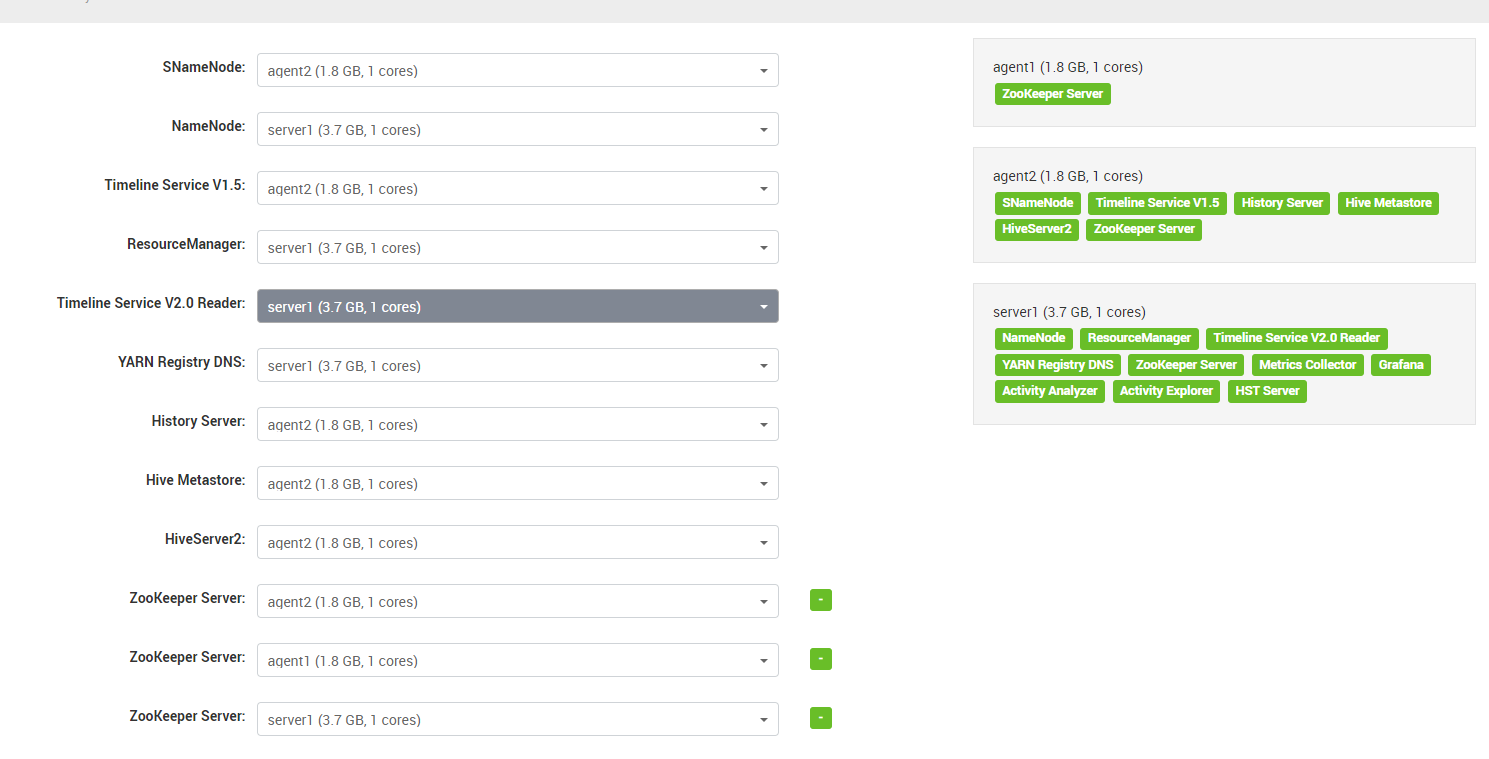 SNameNode: agent2 (1.8 GB, 1 cores)
NameNode: server1 (3.7 GB, 1 cores)
Timeline Service V1.5: agent2 (1.8 GB, 1 cores)
ResourceManager: server1 (3.7 GB, 1 cores)
Timeline Service V2.0 Reader: server1 (3.7 GB, 1 cores)
YARN Registry DNS: server1 (3.7 GB, 1 cores)
History Server: agent2 (1.8 GB, 1 cores)
Hive Metastore: agent2 (1.8 GB, 1 cores)
HiveServer2: agent2 (1.8 GB, 1 cores)
ZooKeeper Server: agent2 (1.8 GB, 1 cores) -
ZooKeeper Server: agent1 (1.8 GB, 1 cores) -
ZooKeeper Server: server1 (3.7 GB, 1 cores) -
agent1 (1.8 GB, 1 cores)
ZooKeeper Server
agent2 (1.8 GB, 1 cores)
SNameNode Timeline Service V1.5 History Server Hive Metastore
HiveServer2 ZooKeeper Server
server1 (3.7 GB, 1 cores)
NameNode ResourceManager Timeline Service V2.0 Reader
YARN Registry DNS ZooKeeper Server Metrics Collector Grafana
Activity Analyzer Activity Explorer HST Server